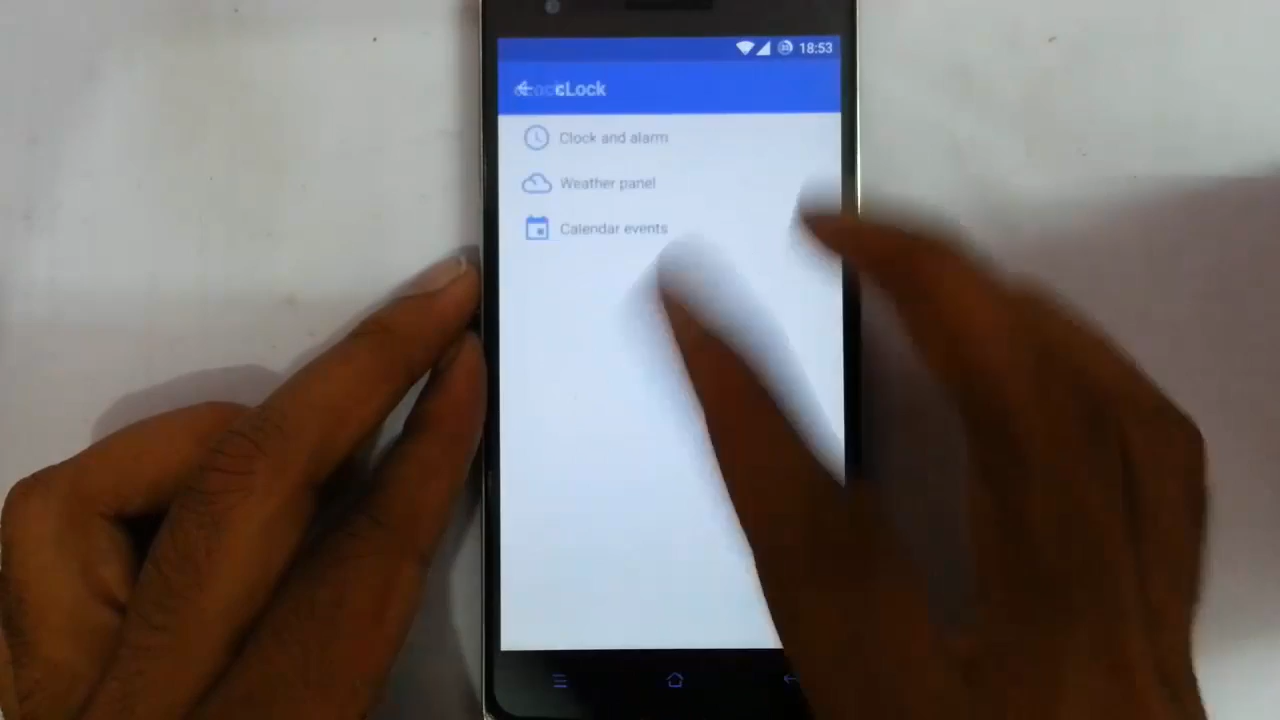 18:53
cLock
Clock and alarm
Weather panel
Calendar events